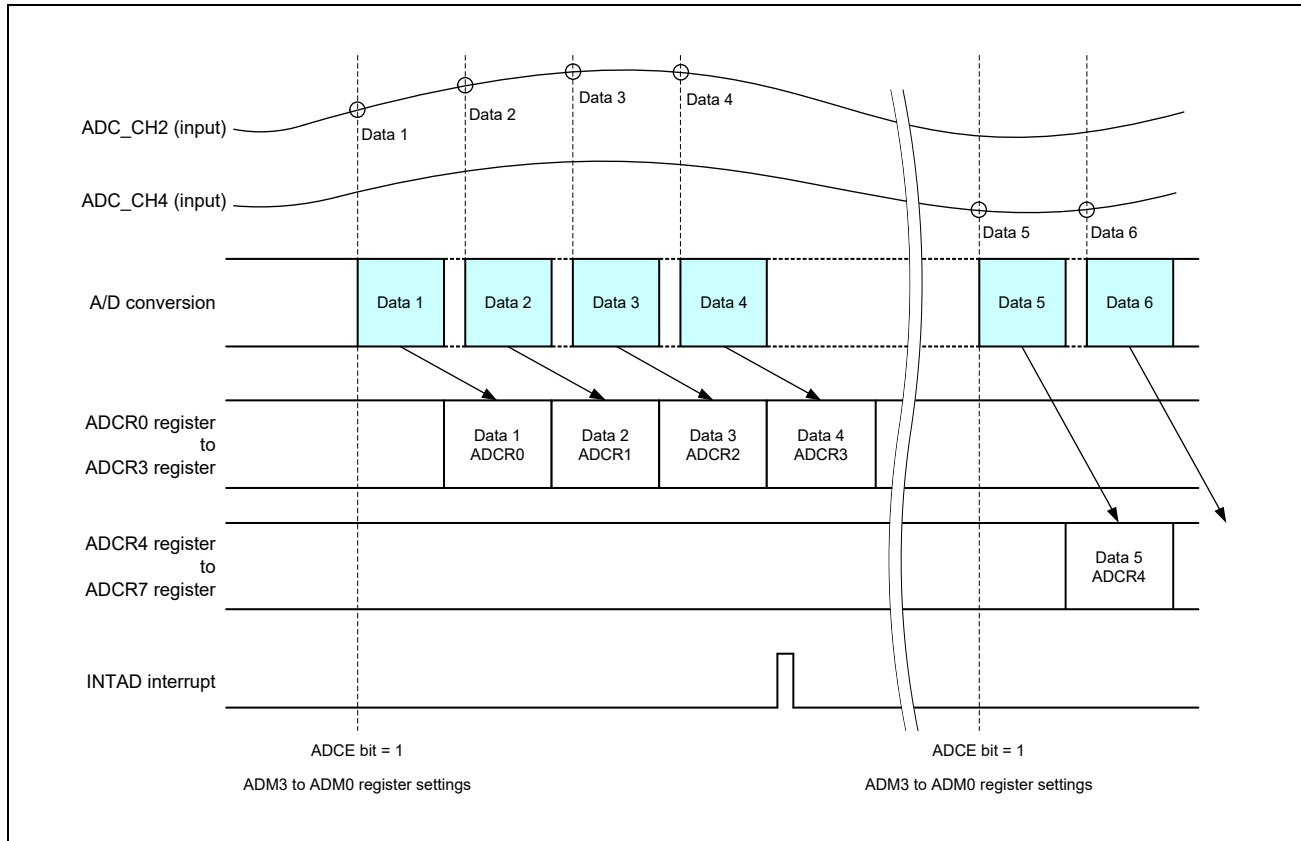 ADC_CH2 (input)
Data 1
Data 2
Data 3
Data 4
ADC_CH4 (input)
Data 5
Data 6
A/D conversion
Data 1
Data 2
Data 3
Data 4
Data 5
Data 6
ADCR0 register
to
ADCR3 register
Data 1
ADCR0
Data 2
ADCR1
Data 3
ADCR2
Data 4
ADCR3
ADCR4 register
to
ADCR7 register
Data 5
ADCR4
INTAD interrupt
ADCE bit = 1
ADM3 to ADM0 register settings
ADCE bit = 1
ADM3 to ADM0 register settings